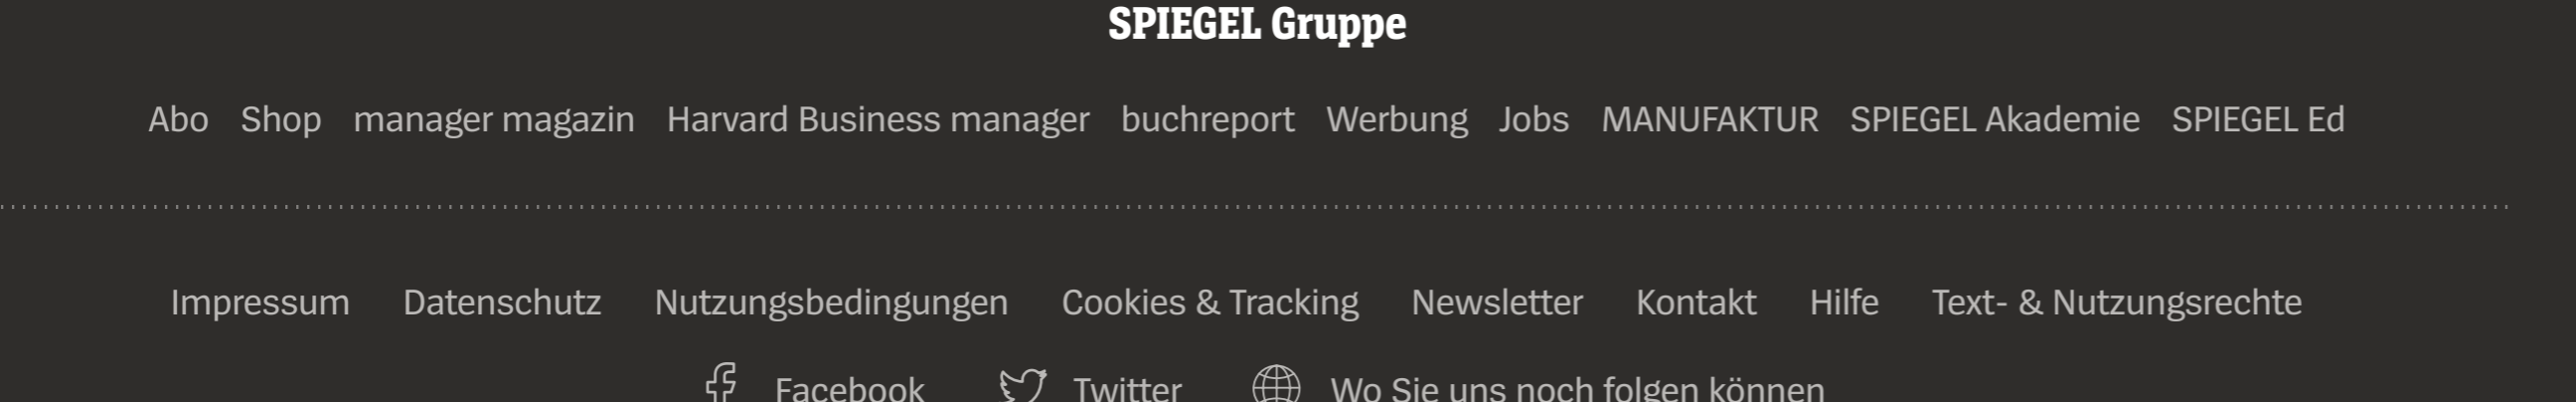 SPIEGEL Gruppe
Abo Shop manager magazin Harvard Business manager buchreport Werbung Jobs MANUFAKTUR SPIEGEL Akademie SPIEGEL Ed
Impressum Datenschutz Nutzungsbedingungen Cookies & Tracking Newsletter Kontakt Hilfe Text- & Nutzungsrechte
Facebook Twitter Wo Sie uns noch folgen können